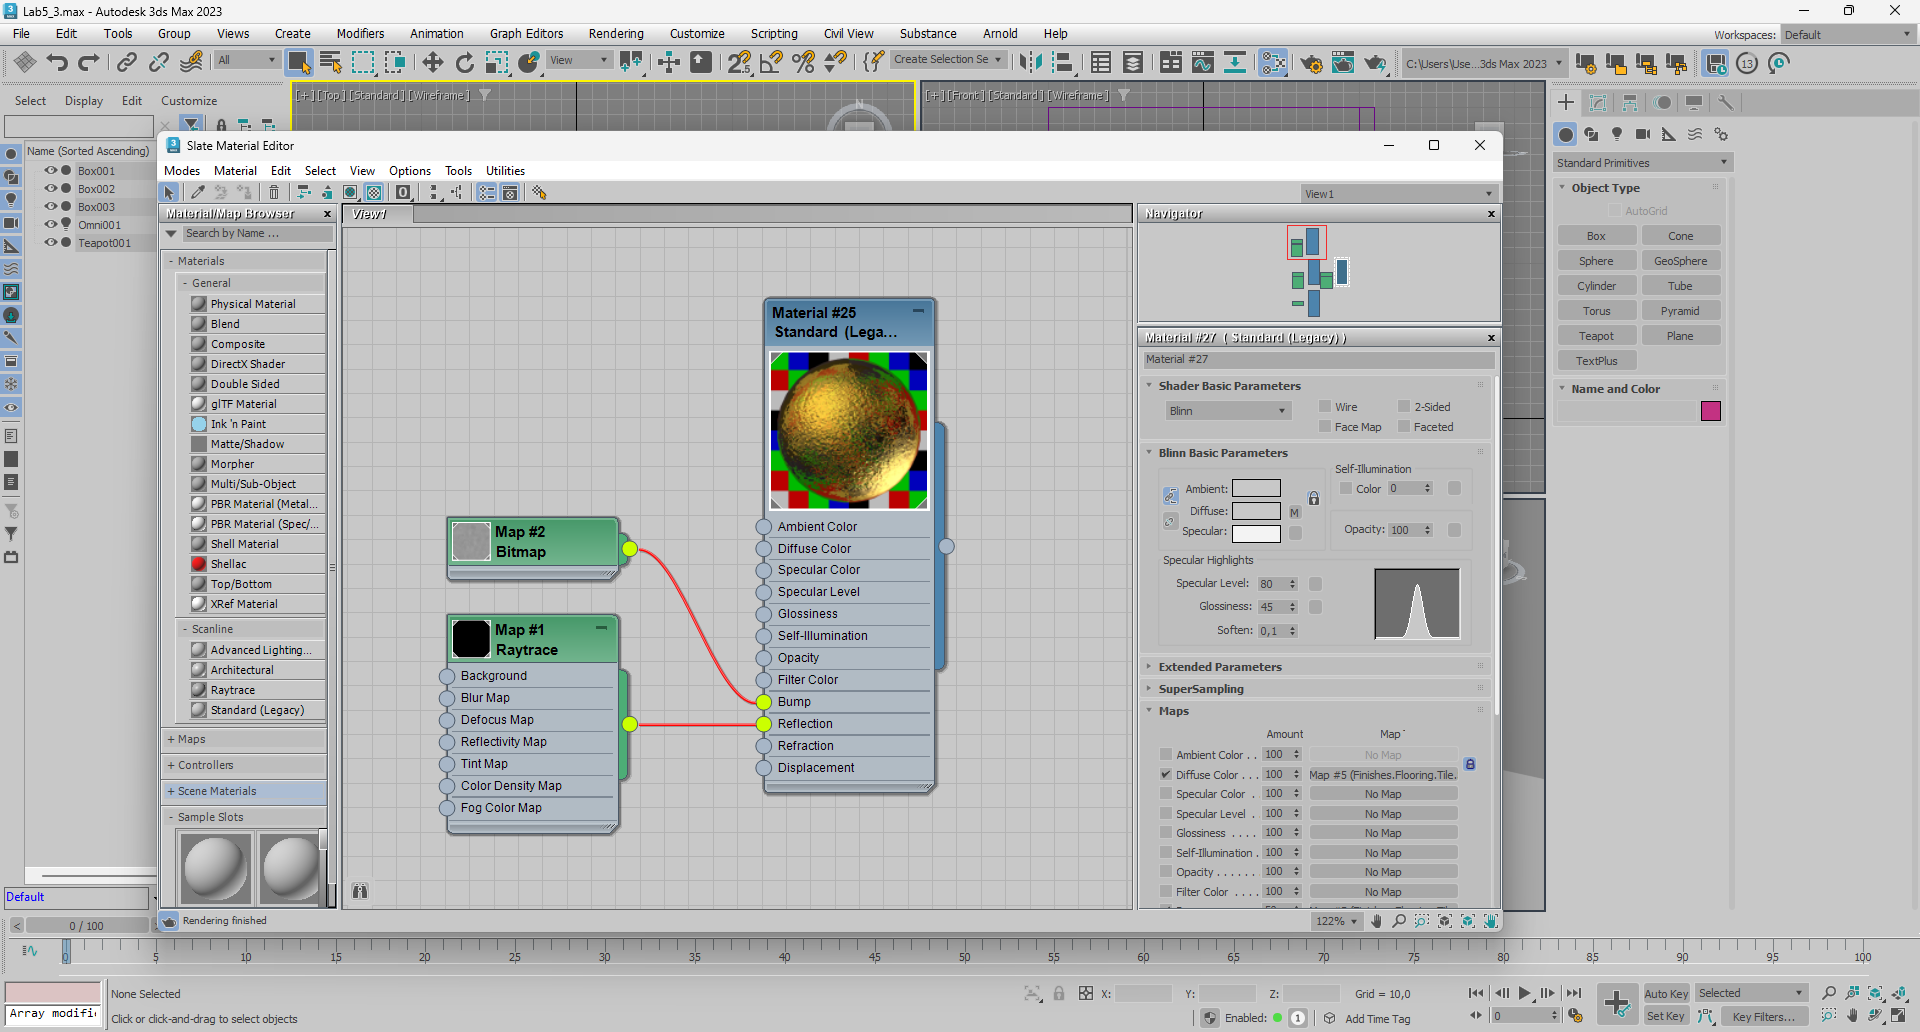 Lab5_3.max - Autodesk 3ds Max 2023
File Edit Tools Group Views Create Modifiers Animation Graph Editors Rendering Customize Scripting Civil View Substance Arnold Help
Workspaces: Default
All
View
Create Selection Se
C:\Users\Use...3ds Max 2023
13
Select Display Edit Customize
[+][Top][Standard][Wireframe]
[+][Front][Standard][Wireframe]
Name (Sorted Ascending)
Box001
Box002
Box003
Omni001
Teapot001
Slate Material Editor
Modes Material Edit Select View Options Tools Utilities
View1
Material/Map Browser
Search by Name ...
- Materials
- General
Physical Material
Blend
Composite
DirectX Shader
Double Sided
glTF Material
Ink 'n Paint
Matte/Shadow
Morpher
Multi/Sub-Object
PBR Material (Metal...
PBR Material (Spec/...
Shell Material
Shellac
Top/Bottom
XRef Material
- Scanline
Advanced Lighting...
Architectural
Raytrace
Standard (Legacy)
+ Maps
+ Controllers
+ Scene Materials
- Sample Slots
View1
Material #25
Standard (Lega...
Ambient Color
Diffuse Color
Specular Color
Specular Level
Glossiness
Self-Illumination
Opacity
Filter Color
Bump
Reflection
Refraction
Displacement
Map #2
Bitmap
Map #1
Raytrace
Background
Blur Map
Defocus Map
Reflectivity Map
Tint Map
Color Density Map
Fog Color Map
Navigator
Material #27 ( Standard (Legacy) )
Material #27
Shader Basic Parameters
Blinn
Wire 2-Sided
Face Map Faceted
Blinn Basic Parameters
Self-Illumination
Ambient:
Color 0
Diffuse: M
Specular:
Opacity: 100
Specular Highlights
Specular Level: 80
Glossiness: 45
Soften: 0,1
Extended Parameters
SuperSampling
Maps
Amount Map
Ambient Color . . 100 No Map
Diffuse Color . . . 100 Map #5 (Finishes.Flooring.Tile.
Specular Color . 100 No Map
Specular Level . 100 No Map
Glossiness . . . . 100 No Map
Self-Illumination . 100 No Map
Opacity . . . . . . 100 No Map
Filter Color . . . . 100 No Map
Rendering finished
122%
Standard Primitives
Object Type
AutoGrid
Box Cone
Sphere GeoSphere
Cylinder Tube
Torus Pyramid
Teapot Plane
TextPlus
Name and Color
Default
< 0 / 100
0 5 10 15 20 25 30 35 40 45 50 55 60 65 70 75 80 85 90 95 100
None Selected
X: Y: Z: Grid = 10,0
Auto Key Selected
Array modifi
Click or click-and-drag to select objects
Enabled: 1 Add Time Tag
0
Set Key Key Filters...